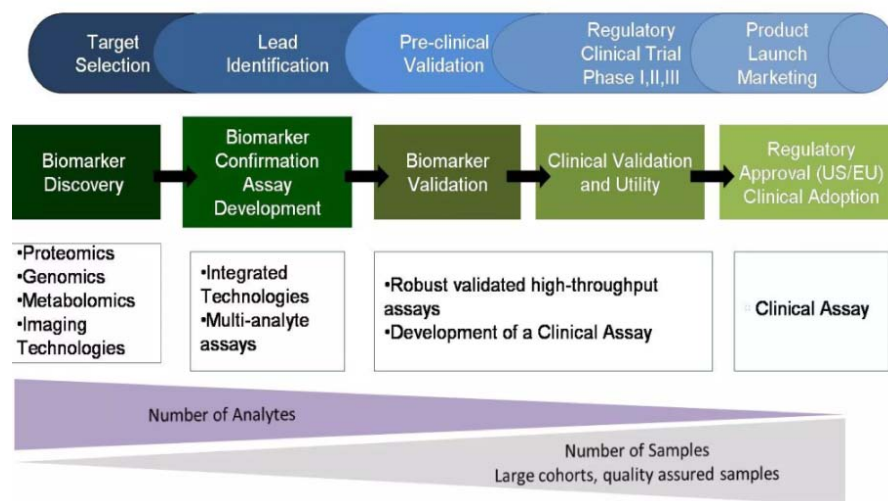 Target
Selection
Lead
Identification
Pre-clinical
Validation
Regulatory
Clinical Trial
Phase I,II,III
Product
Launch
Marketing
Biomarker
Discovery
Biomarker
Confirmation
Assay
Development
Biomarker
Validation
Clinical Validation
and Utility
Regulatory
Approval (US/EU)
Clinical Adoption
•Proteomics
•Genomics
•Metabolomics
•Imaging
Technologies
•Integrated
Technologies
•Multi-analyte
assays
•Robust validated high-throughput
assays
•Development of a Clinical Assay
▫ Clinical Assay
Number of Analytes
Number of Samples
Large cohorts, quality assured samples